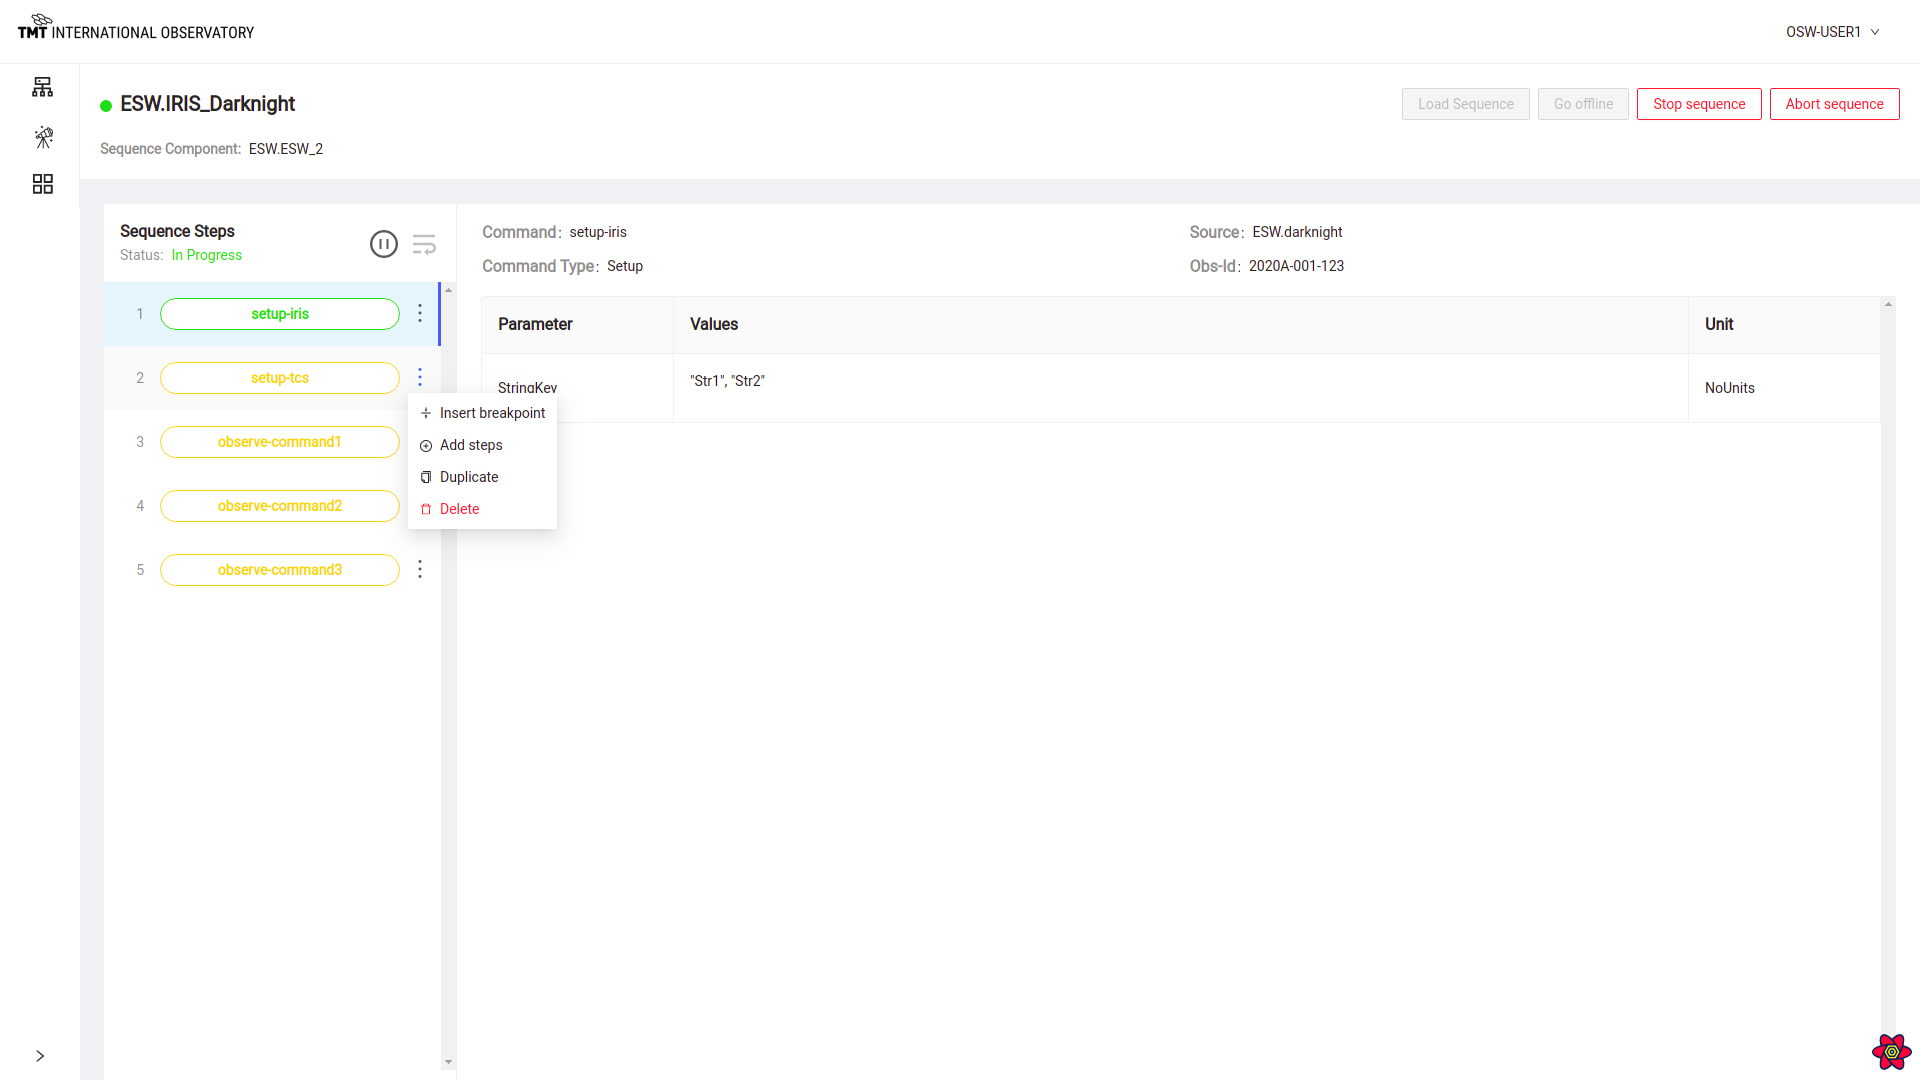 TMT INTERNATIONAL OBSERVATORY
OSW-USER1
ESW.IRIS_Darknight
Load Sequence
Go offline
Stop sequence
Abort sequence
Sequence Component: ESW.ESW_2
Sequence Steps
Status: In Progress
1 setup-iris
2 setup-tcs
3 observe-command1
4 observe-command2
5 observe-command3
Insert breakpoint
Add steps
Duplicate
Delete
Command: setup-iris
Source: ESW.darknight
Command Type: Setup
Obs-Id: 2020A-001-123
Parameter Values Unit
StringKey "Str1", "Str2" NoUnits